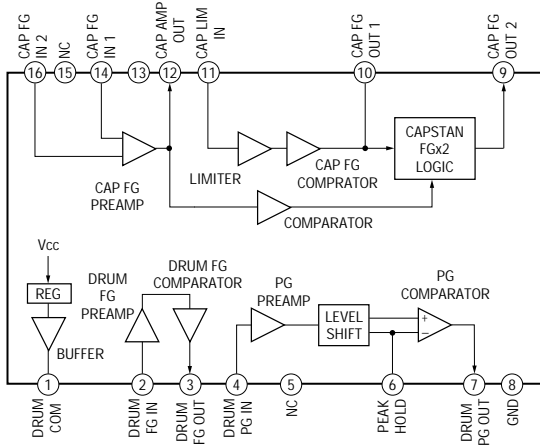 CAP FG
IN 2
NC
CAP FG
IN 1
CAP AMP
OUT
CAP LIM
IN
CAP FG
OUT 1
CAP FG
OUT 2
16
15
14
13
12
11
10
9
CAP FG
PREAMP
LIMITER
CAP FG
COMPRATOR
CAPSTAN
FGx2
LOGIC
COMPARATOR
Vcc
REG
BUFFER
DRUM
FG
PREAMP
DRUM FG
COMPARATOR
PG
PREAMP
LEVEL
SHIFT
PG
COMPARATOR
+
−
1
2
3
4
5
6
7
8
DRUM
COM
DRUM
FG IN
DRUM
FG OUT
DRUM
PG IN
NC
PEAK
HOLD
DRUM
PG OUT
GND